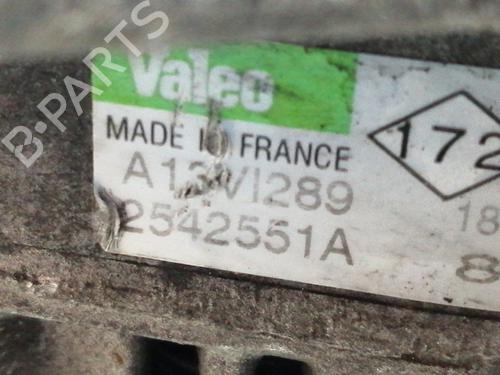 B-PARTS
Valeo
MADE IN FRANCE
172
A13VI289
18
2542551A
8